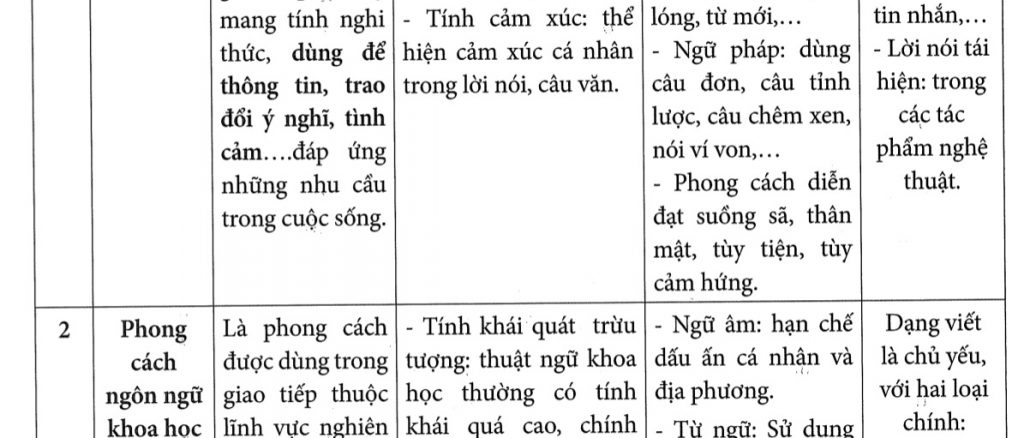 mang tính nghi
thức, dùng để
thông tin, trao
đổi ý nghĩ, tình
cảm….đáp ứng
những nhu cầu
trong cuộc sống.
- Tính cảm xúc: thể
hiện cảm xúc cá nhân
trong lời nói, câu văn.
lóng, từ mới,…
- Ngữ pháp: dùng
câu đơn, câu tỉnh
lược, câu chêm xen,
nói ví von,…
- Phong cách diễn
đạt suồng sã, thân
mật, tùy tiện, tùy
cảm hứng.
tin nhắn,…
- Lời nói tái
hiện: trong
các tác
phẩm nghệ
thuật.
2
Phong
cách
ngôn ngữ
khoa học
Là phong cách
được dùng trong
giao tiếp thuộc
lĩnh vực nghiên
- Tính khái quát trừu
tượng: thuật ngữ khoa
học thường có tính
khái quá cao, chính
- Ngữ âm: hạn chế
dấu ấn cá nhân và
địa phương.
- Từ ngữ: Sử dụng
Dạng viết
là chủ yếu,
với hai loại
chính: